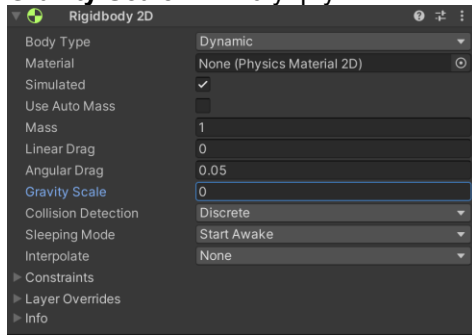 Rigidbody 2D
Body Type Dynamic
Material None (Physics Material 2D)
Simulated
Use Auto Mass
Mass 1
Linear Drag 0
Angular Drag 0.05
Gravity Scale 0
Collision Detection Discrete
Sleeping Mode Start Awake
Interpolate None
Constraints
Layer Overrides
Info